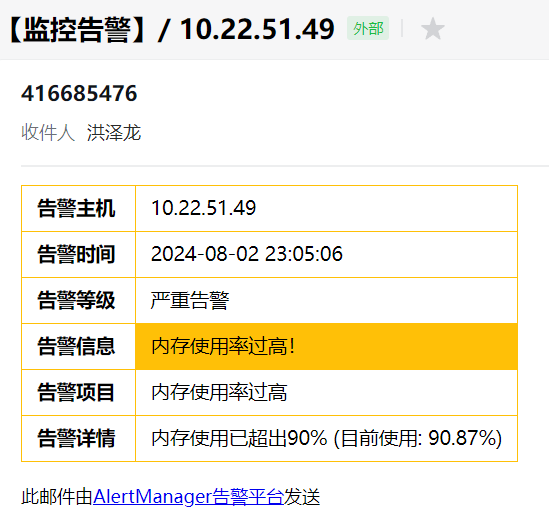 【监控告警】/ 10.22.51.49 外部
416685476
收件人 洪泽龙
告警主机 10.22.51.49
告警时间 2024-08-02 23:05:06
告警等级 严重告警
告警信息 内存使用率过高！
告警项目 内存使用率过高
告警详情 内存使用已超出90% (目前使用: 90.87%)
此邮件由AlertManager告警平台发送